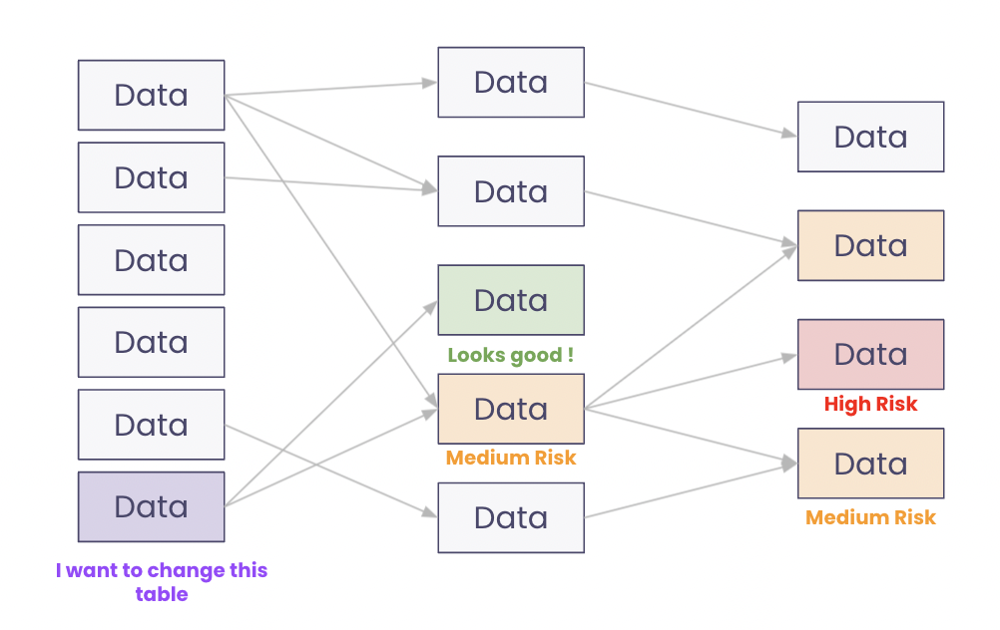 Data
Data
Data
Data
Data
Data
I want to change this
table
Data
Data
Data
Looks good !
Data
Medium Risk
Data
Data
Data
Data
High Risk
Data
Medium Risk